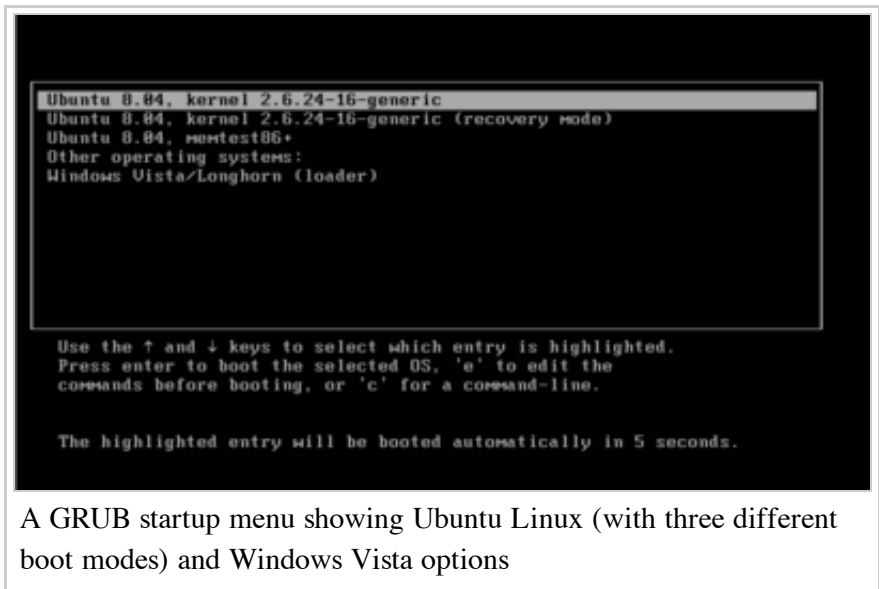 Ubuntu 8.04, kernel 2.6.24-16-generic
Ubuntu 8.04, kernel 2.6.24-16-generic (recovery mode)
Ubuntu 8.04, memtest86+
Other operating systems:
Windows Vista/Longhorn (loader)
Use the ↑ and ↓ keys to select which entry is highlighted.
Press enter to boot the selected OS, 'e' to edit the
commands before booting, or 'c' for a command-line.
The highlighted entry will be booted automatically in 5 seconds.
A GRUB startup menu showing Ubuntu Linux (with three different
boot modes) and Windows Vista options